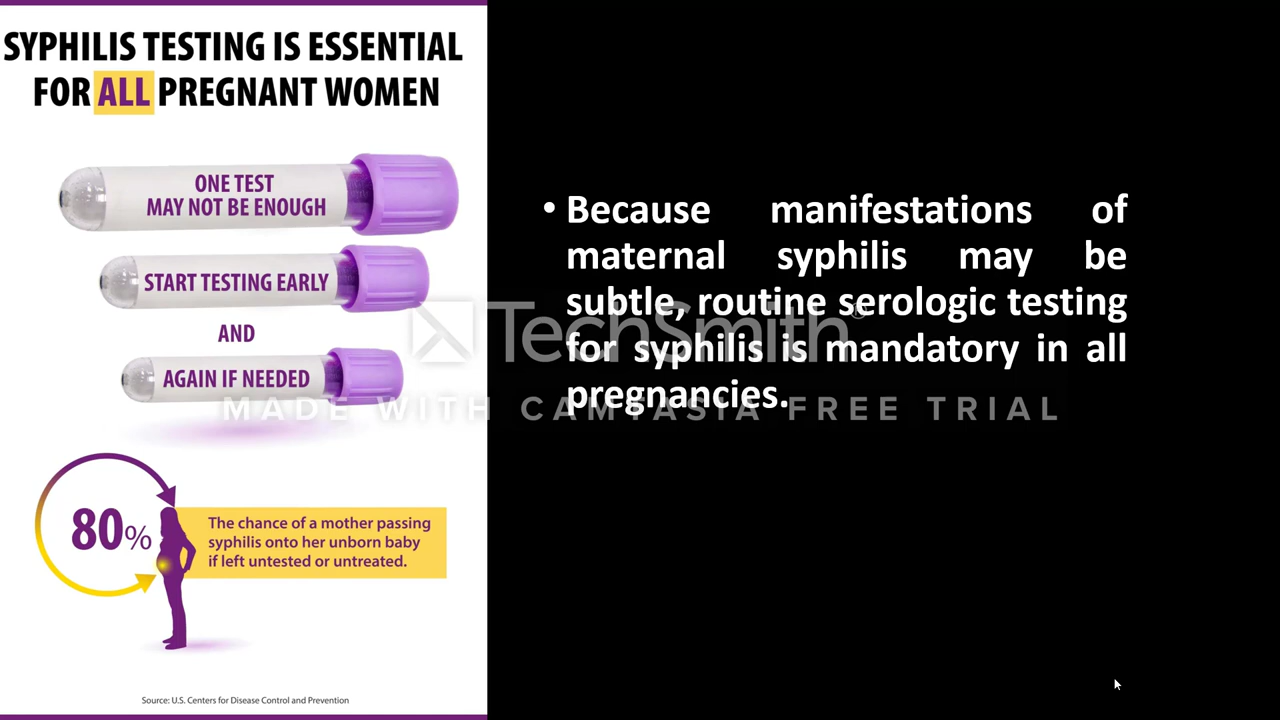 SYPHILIS TESTING IS ESSENTIAL
FOR ALL PREGNANT WOMEN
ONE TEST
MAY NOT BE ENOUGH
START TESTING EARLY
AND
AGAIN IF NEEDED
80%
The chance of a mother passing
syphilis onto her unborn baby
if left untested or untreated.
Source: U.S. Centers for Disease Control and Prevention
• Because manifestations of
maternal syphilis may be
subtle, routine serologic testing
for syphilis is mandatory in all
pregnancies.
TechSmith®
MADE WITH CAMTASIA FREE TRIAL